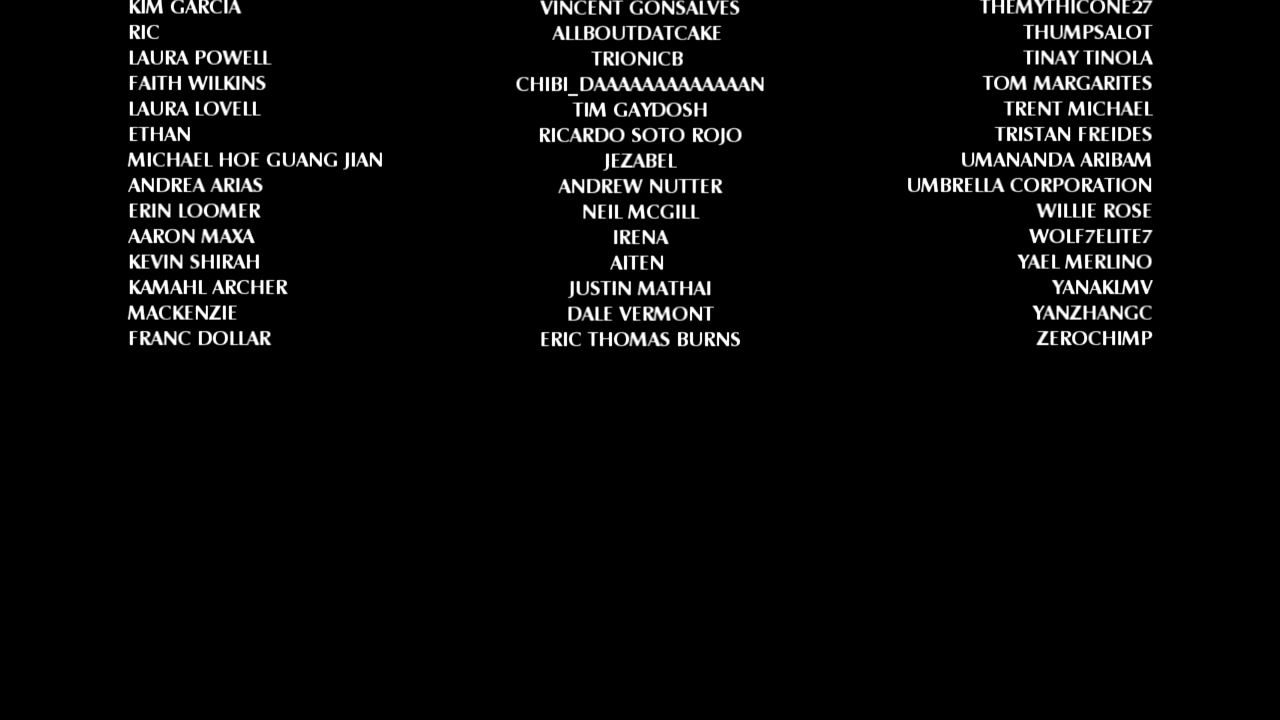 KIM GARCIA
RIC
LAURA POWELL
FAITH WILKINS
LAURA LOVELL
ETHAN
MICHAEL HOE GUANG JIAN
ANDREA ARIAS
ERIN LOOMER
AARON MAXA
KEVIN SHIRAH
KAMAHL ARCHER
MACKENZIE
FRANC DOLLAR
VINCENT GONSALVES
ALLBOUTDATCAKE
TRIONICB
CHIBI_DAAAAAAAAAAAAN
TIM GAYDOSH
RICARDO SOTO ROJO
JEZABEL
ANDREW NUTTER
NEIL MCGILL
IRENA
AITEN
JUSTIN MATHAI
DALE VERMONT
ERIC THOMAS BURNS
THEMYTHICONE27
THUMPSALOT
TINAY TINOLA
TOM MARGARITES
TRENT MICHAEL
TRISTAN FREIDES
UMANANDA ARIBAM
UMBRELLA CORPORATION
WILLIE ROSE
WOLF7ELITE7
YAEL MERLINO
YANAKLMV
YANZHANGC
ZEROCHIMP